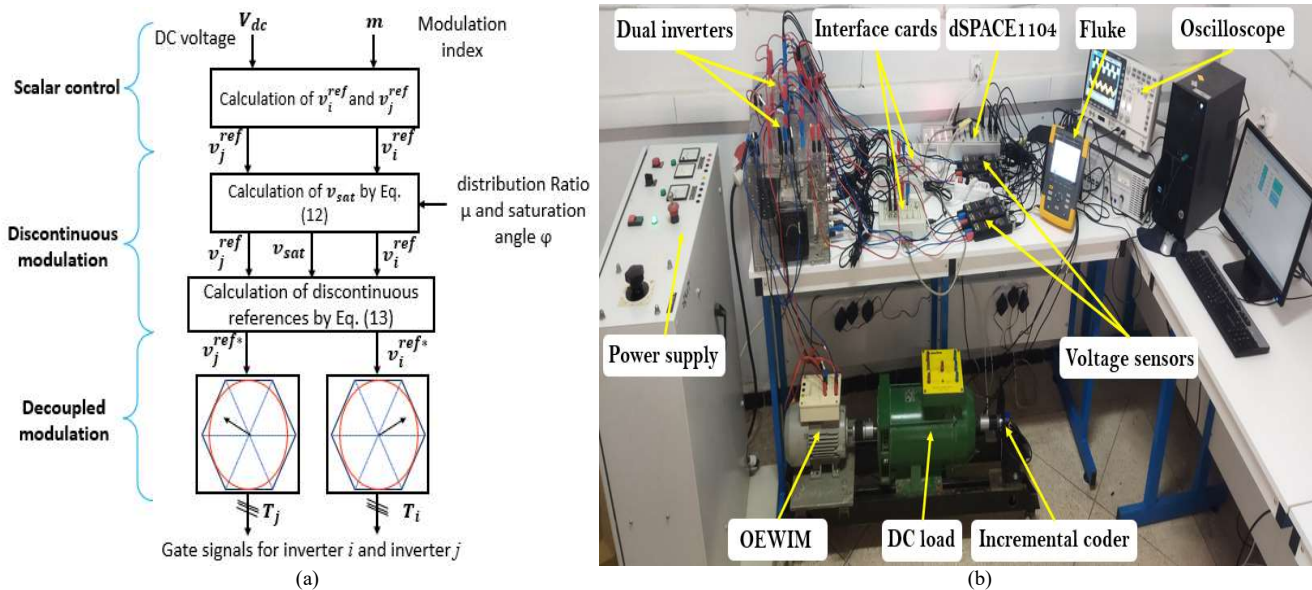 V_dc
DC voltage
m
Modulation
index
Scalar control
Calculation of v_i^ref and v_j^ref
v_j^ref
v_i^ref
Discontinuous
modulation
Calculation of v_sat by Eq.
(12)
distribution Ratio
μ and saturation
angle φ
v_j^ref
v_sat
v_i^ref
Calculation of discontinuous
references by Eq. (13)
v_j^ref*
v_i^ref*
Decoupled
modulation
T_j
T_i
Gate signals for inverter i and inverter j
(a)
Dual inverters
Interface cards
dSPACE1104
Fluke
Oscilloscope
Power supply
Voltage sensors
OEWIM
DC load
Incremental coder
(b)